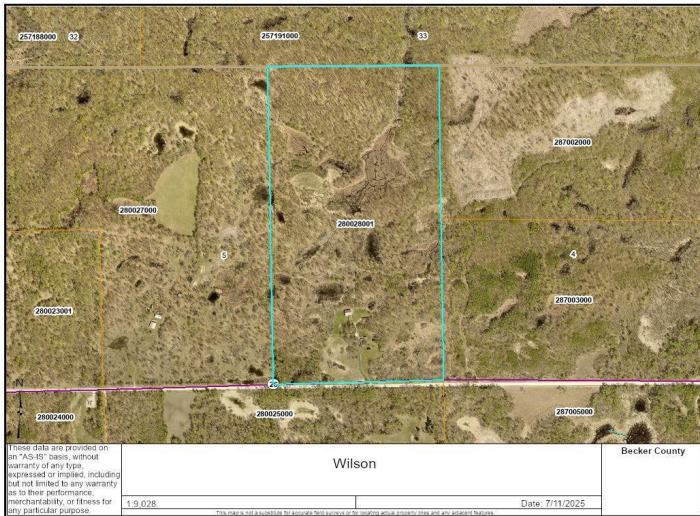 257188000 32
257191000
33
287002000
280027000
280028001
5
4
280023001
287003000
N
26
280024000
280025000
287005000
These data are provided on
an "AS-IS" basis, without
warranty of any type,
expressed or implied, including
but not limited to any warranty
as to their performance,
merchantability, or fitness for
any particular purpose.
Wilson
Becker County
1:9,028
Date: 7/11/2025
This map is not a substitute for accurate field surveys or for locating actual property lines and any adjacent features.